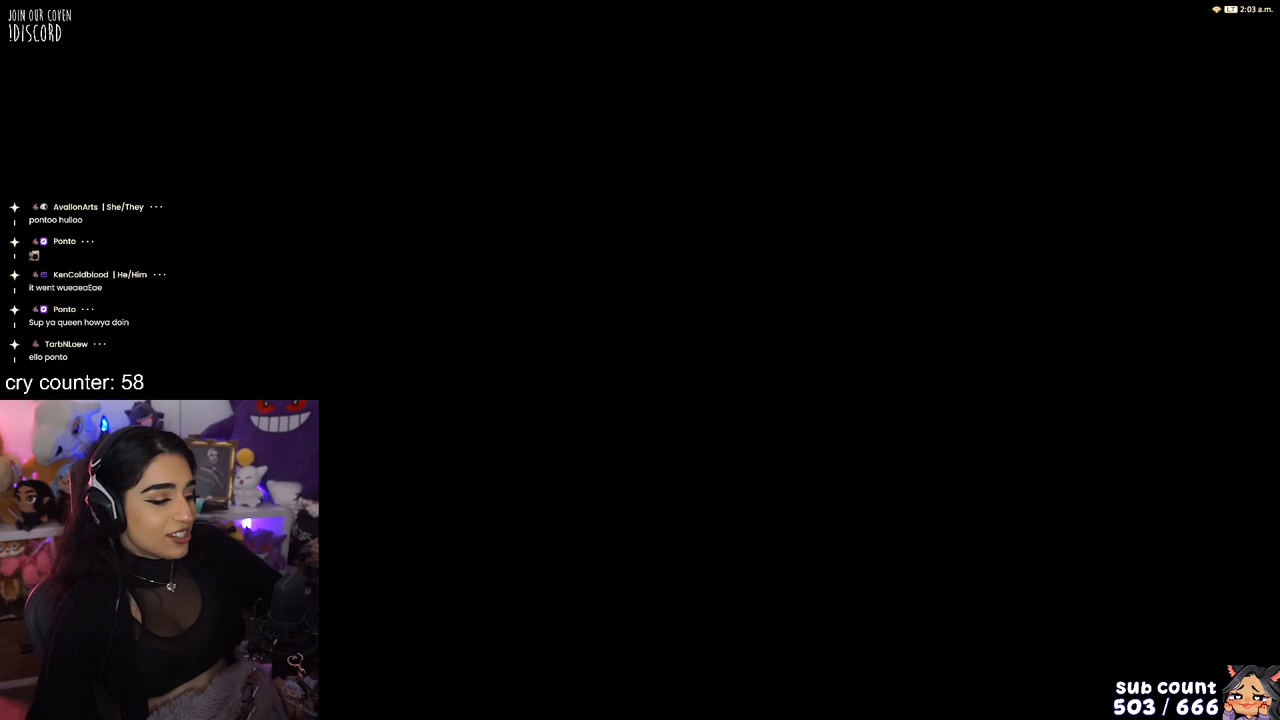 JOIN OUR COVEN
!DISCORD
LT 2:03 a.m.
AvallonArts | She/They ···
pontoo hulloo
Ponto ···
KenColdblood | He/Him ···
it went wueaeaEae
Ponto ···
Sup ya queen howya doin
TarbNLoew ···
ello ponto
cry counter: 58
sub count
503 / 666